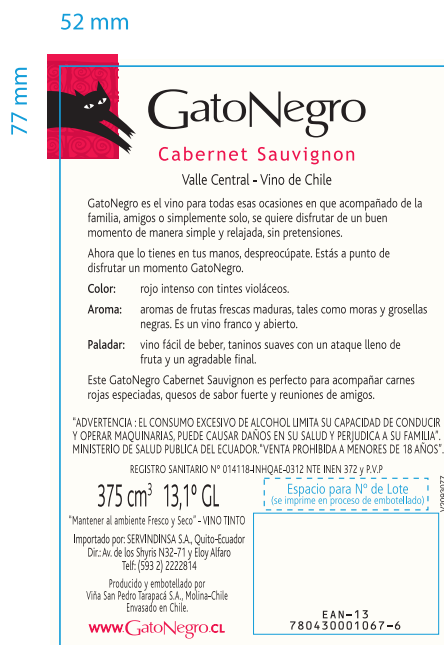 52 mm
77 mm
GatoNegro
Cabernet Sauvignon
Valle Central - Vino de Chile
GatoNegro es el vino para todas esas ocasiones en que acompañado de la
familia, amigos o simplemente solo, se quiere disfrutar de un buen
momento de manera simple y relajada, sin pretensiones.
Ahora que lo tienes en tus manos, despreocúpate. Estás a punto de
disfrutar un momento GatoNegro.
Color: rojo intenso con tintes violáceos.
Aroma: aromas de frutas frescas maduras, tales como moras y grosellas
negras. Es un vino franco y abierto.
Paladar: vino fácil de beber, taninos suaves con un ataque lleno de
fruta y un agradable final.
Este GatoNegro Cabernet Sauvignon es perfecto para acompañar carnes
rojas especiadas, quesos de sabor fuerte y reuniones de amigos.
"ADVERTENCIA : EL CONSUMO EXCESIVO DE ALCOHOL LIMITA SU CAPACIDAD DE CONDUCIR
Y OPERAR MAQUINARIAS, PUEDE CAUSAR DAÑOS EN SU SALUD Y PERJUDICA A SU FAMILIA".
MINISTERIO DE SALUD PUBLICA DEL ECUADOR."VENTA PROHIBIDA A MENORES DE 18 AÑOS".
REGISTRO SANITARIO Nº 014118-INHQAE-0312 NTE INEN 372 y P.V.P
375 cm³ 13,1º GL
"Mantener al ambiente Fresco y Seco" - VINO TINTO
Importado por: SERVINDINSA S.A., Quito-Ecuador
Dir.: Av. de los Shyris N32-71 y Eloy Alfaro
Telf: (593 2) 2222814
Producido y embotellado por
Viña San Pedro Tarapacá S.A., Molina-Chile
Envasado en Chile.
www.GatoNegro.CL
Espacio para Nº de Lote
(se imprime en proceso de embotellado)
EAN-13
780430001067-6